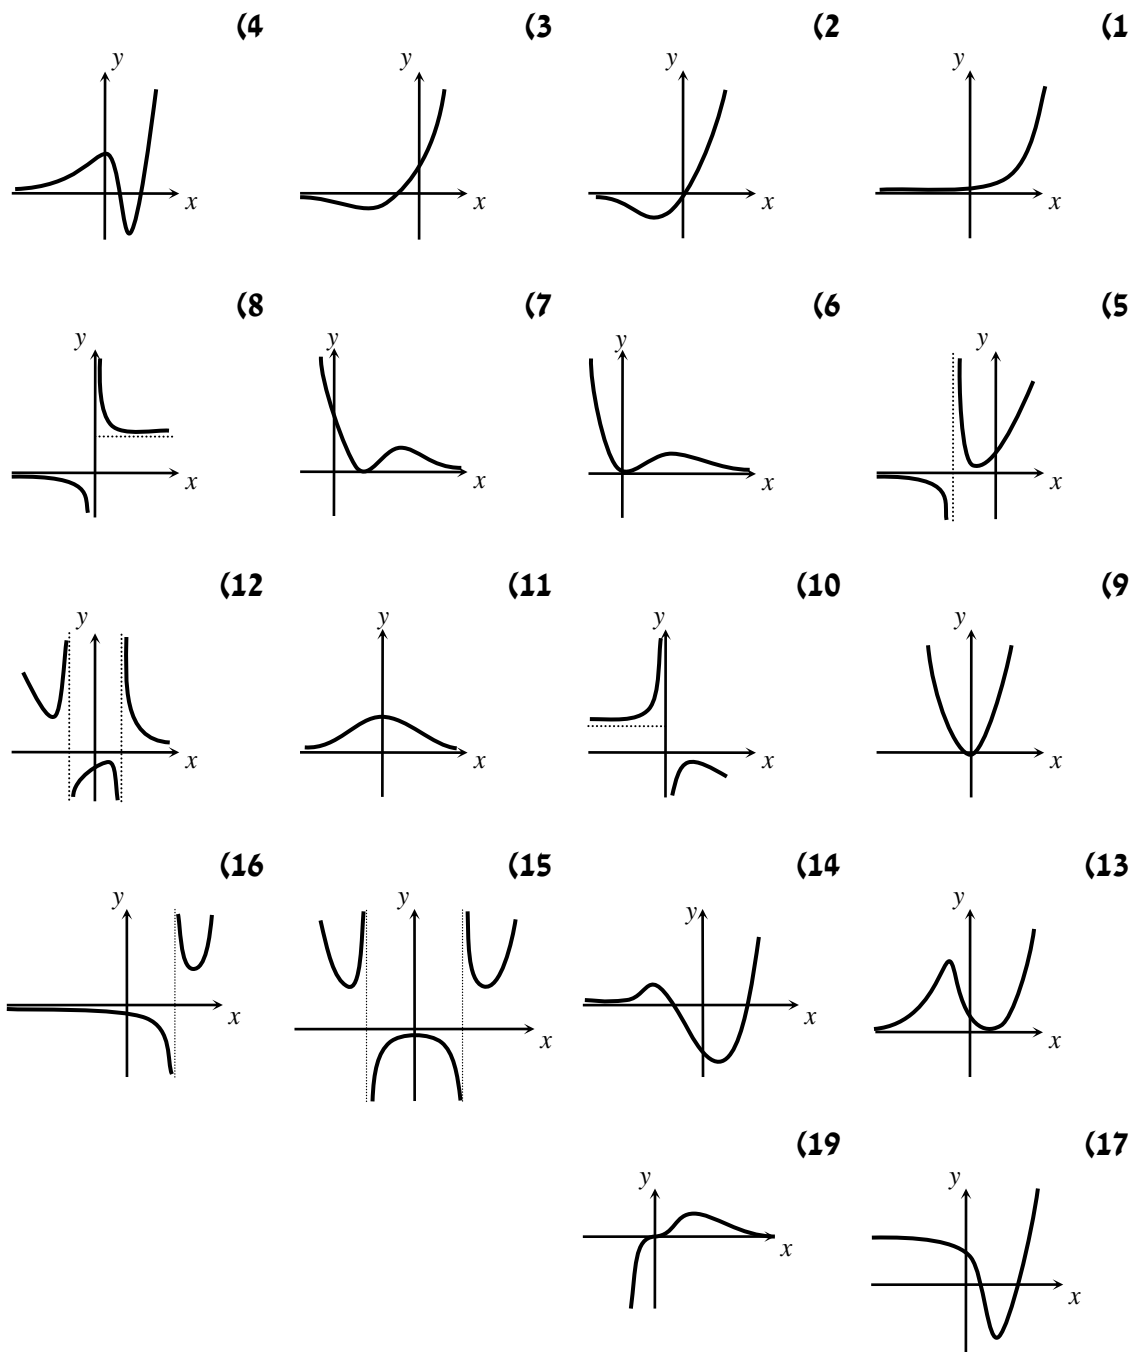 (4 (3 (2 (1
y y y y
x x x x
(8 (7 (6 (5
y y y y
x x x x
(12 (11 (10 (9
y y y y
x x x x
(16 (15 (14 (13
y y y y
x x x x
(19 (17
y y
x x